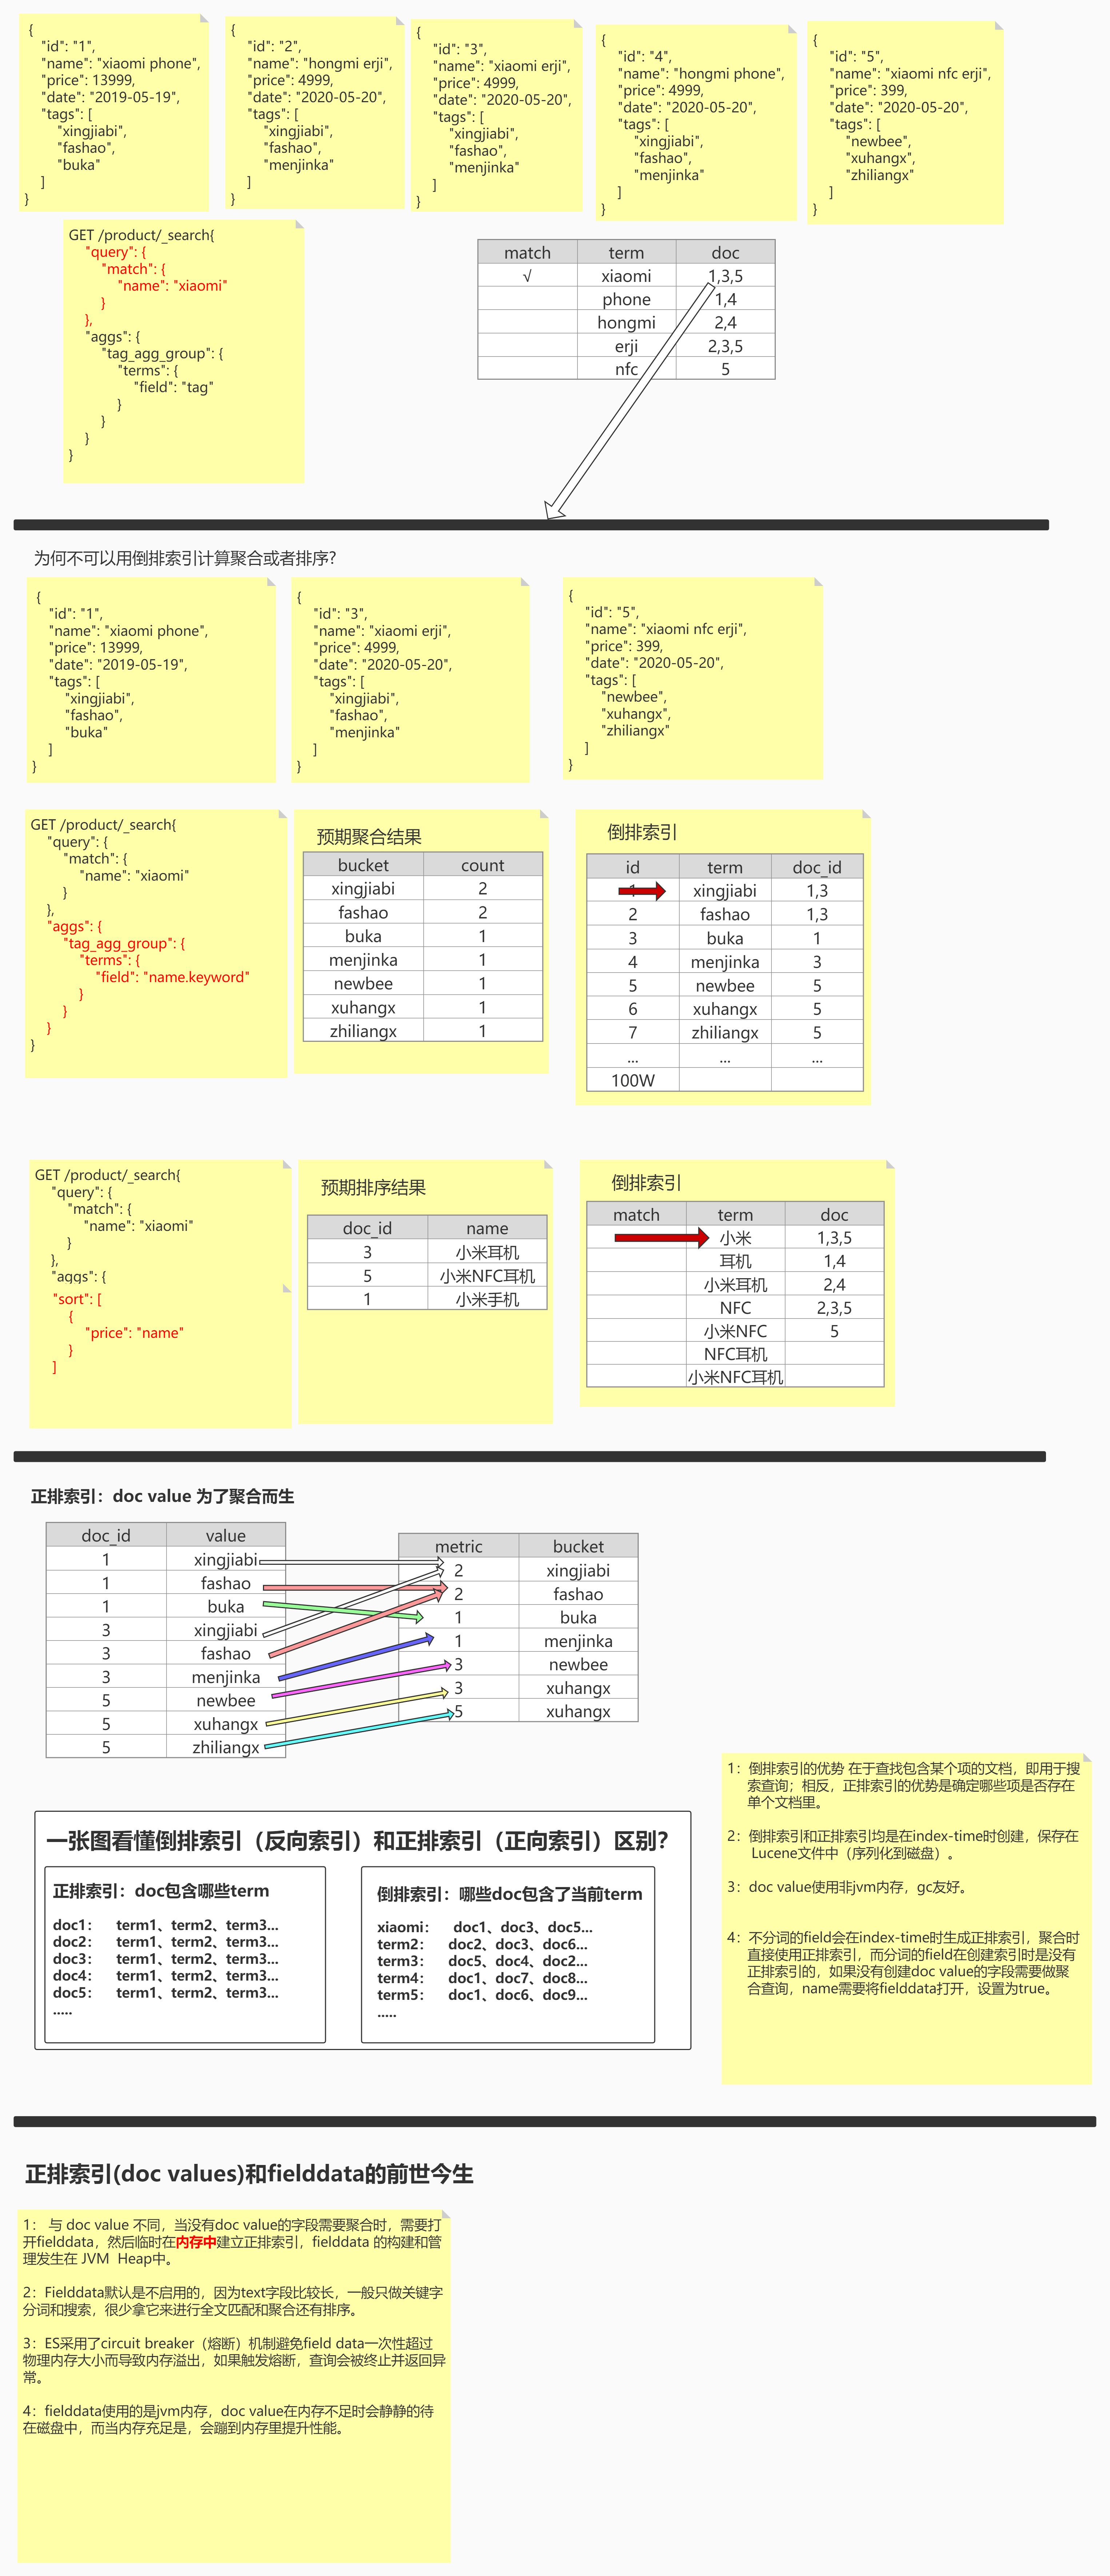 {
"id": "1",
"name": "xiaomi phone",
"price": 13999,
"date": "2019-05-19",
"tags": [
"xingjiabi",
"fashao",
"buka"
]
}
{
"id": "2",
"name": "hongmi erji",
"price": 4999,
"date": "2020-05-20",
"tags": [
"xingjiabi",
"fashao",
"menjinka"
]
}
{
"id": "3",
"name": "xiaomi erji",
"price": 4999,
"date": "2020-05-20",
"tags": [
"xingjiabi",
"fashao",
"menjinka"
]
}
{
"id": "4",
"name": "hongmi phone",
"price": 4999,
"date": "2020-05-20",
"tags": [
"xingjiabi",
"fashao",
"menjinka"
]
}
{
"id": "5",
"name": "xiaomi nfc erji",
"price": 399,
"date": "2020-05-20",
"tags": [
"newbee",
"xuhangx",
"zhiliangx"
]
}
GET /product/_search{
"query": {
"match": {
"name": "xiaomi"
}
},
"aggs": {
"tag_agg_group": {
"terms": {
"field": "tag"
}
}
}
}
match term doc
√ xiaomi 1,3,5
phone 1,4
hongmi 2,4
erji 2,3,5
nfc 5
为何不可以用倒排索引计算聚合或者排序?
{
"id": "1",
"name": "xiaomi phone",
"price": 13999,
"date": "2019-05-19",
"tags": [
"xingjiabi",
"fashao",
"buka"
]
}
{
"id": "3",
"name": "xiaomi erji",
"price": 4999,
"date": "2020-05-20",
"tags": [
"xingjiabi",
"fashao",
"menjinka"
]
}
{
"id": "5",
"name": "xiaomi nfc erji",
"price": 399,
"date": "2020-05-20",
"tags": [
"newbee",
"xuhangx",
"zhiliangx"
]
}
GET /product/_search{
"query": {
"match": {
"name": "xiaomi"
}
},
"aggs": {
"tag_agg_group": {
"terms": {
"field": "name.keyword"
}
}
}
}
预期聚合结果
bucket count
xingjiabi 2
fashao 2
buka 1
menjinka 1
newbee 1
xuhangx 1
zhiliangx 1
倒排索引
id term doc_id
1 xingjiabi 1,3
2 fashao 1,3
3 buka 1
4 menjinka 3
5 newbee 5
6 xuhangx 5
7 zhiliangx 5
... ... ...
100W
GET /product/_search{
"query": {
"match": {
"name": "xiaomi"
}
},
"aggs": {
"sort": [
{
"price": "name"
}
]
预期排序结果
doc_id name
3 小米耳机
5 小米NFC耳机
1 小米手机
倒排索引
match term doc
小米 1,3,5
耳机 1,4
小米耳机 2,4
NFC 2,3,5
小米NFC 5
NFC耳机
小米NFC耳机
正排索引：doc value 为了聚合而生
doc_id value
1 xingjiabi
1 fashao
1 buka
3 xingjiabi
3 fashao
3 menjinka
5 newbee
5 xuhangx
5 zhiliangx
metric bucket
2 xingjiabi
2 fashao
1 buka
1 menjinka
3 newbee
3 xuhangx
5 xuhangx
1：倒排索引的优势 在于查找包含某个项的文档，即用于搜
索查询；相反，正排索引的优势是确定哪些项是否存在
单个文档里。
2：倒排索引和正排索引均是在index-time时创建，保存在
Lucene文件中（序列化到磁盘）。
3：doc value使用非jvm内存，gc友好。
4：不分词的field会在index-time时生成正排索引，聚合时
直接使用正排索引，而分词的field在创建索引时是没有
正排索引的，如果没有创建doc value的字段需要做聚
合查询，name需要将fielddata打开，设置为true。
一张图看懂倒排索引（反向索引）和正排索引（正向索引）区别？
正排索引：doc包含哪些term
doc1： term1、term2、term3...
doc2： term1、term2、term3...
doc3： term1、term2、term3...
doc4： term1、term2、term3...
doc5： term1、term2、term3...
.....
倒排索引：哪些doc包含了当前term
xiaomi： doc1、doc3、doc5...
term2： doc2、doc3、doc6...
term3： doc5、doc4、doc2...
term4： doc1、doc7、doc8...
term5： doc1、doc6、doc9...
.....
正排索引(doc values)和fielddata的前世今生
1： 与 doc value 不同，当没有doc value的字段需要聚合时，需要打
开fielddata，然后临时在内存中建立正排索引，fielddata 的构建和管
理发生在 JVM Heap中。
2：Fielddata默认是不启用的，因为text字段比较长，一般只做关键字
分词和搜索，很少拿它来进行全文匹配和聚合还有排序。
3：ES采用了circuit breaker（熔断）机制避免field data一次性超过
物理内存大小而导致内存溢出，如果触发熔断，查询会被终止并返回异
常。
4：fielddata使用的是jvm内存，doc value在内存不足时会静静的待
在磁盘中，而当内存充足是，会蹦到内存里提升性能。